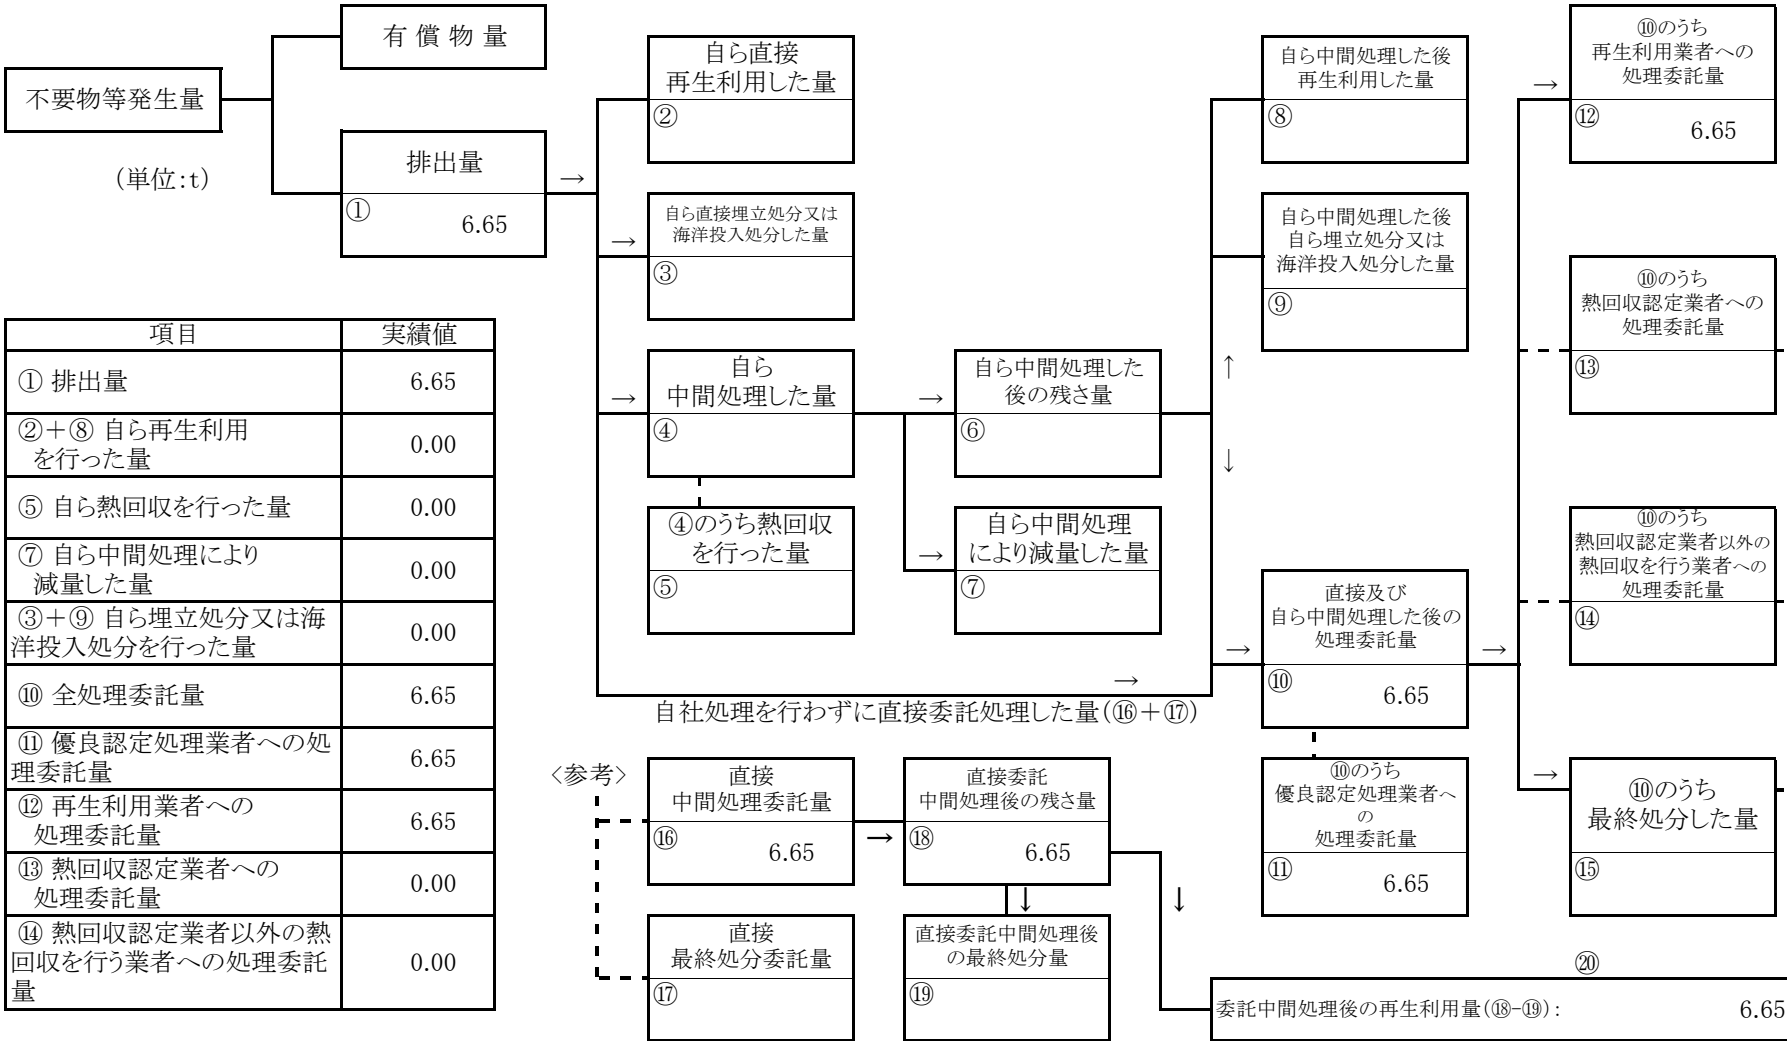 有 償 物 量
不要物等発生量
(単位:t)
排出量
①
6.65
→
自ら直接
再生利用した量
②
→
自ら直接埋立処分又は
海洋投入処分した量
③
→
自ら
中間処理した量
④
④のうち熱回収
を行った量
⑤
→
自ら中間処理した
後の残さ量
⑥
→
自ら中間処理
により減量した量
⑦
自ら中間処理した後
再生利用した量
⑧
自ら中間処理した後
自ら埋立処分又は
海洋投入処分した量
⑨
↑
↓
→
自社処理を行わずに直接委託処理した量(⑯+⑰)
→
直接及び
自ら中間処理した後の
処理委託量
⑩
6.65
→
⑩のうち
優良認定処理業者へ
の
処理委託量
⑪
6.65
→
⑩のうち
再生利用業者への
処理委託量
⑫
6.65
⑩のうち
熱回収認定業者への
処理委託量
⑬
⑩のうち
熱回収認定業者以外の
熱回収を行う業者への
処理委託量
⑭
→
⑩のうち
最終処分した量
⑮
項目 実績値
① 排出量 6.65
②+⑧ 自ら再生利用
を行った量 0.00
⑤ 自ら熱回収を行った量 0.00
⑦ 自ら中間処理により
減量した量 0.00
③+⑨ 自ら埋立処分又は海
洋投入処分を行った量 0.00
⑩ 全処理委託量 6.65
⑪ 優良認定処理業者への処
理委託量 6.65
⑫ 再生利用業者への
処理委託量 6.65
⑬ 熱回収認定業者への
処理委託量 0.00
⑭ 熱回収認定業者以外の熱
回収を行う業者への処理委託
量 0.00
〈参考〉
直接
中間処理委託量
⑯
6.65
→
直接委託
中間処理後の残さ量
⑱
6.65
↓
↓
直接
最終処分委託量
⑰
直接委託中間処理後
の最終処分量
⑲
⑳
委託中間処理後の再生利用量(⑱-⑲): 6.65